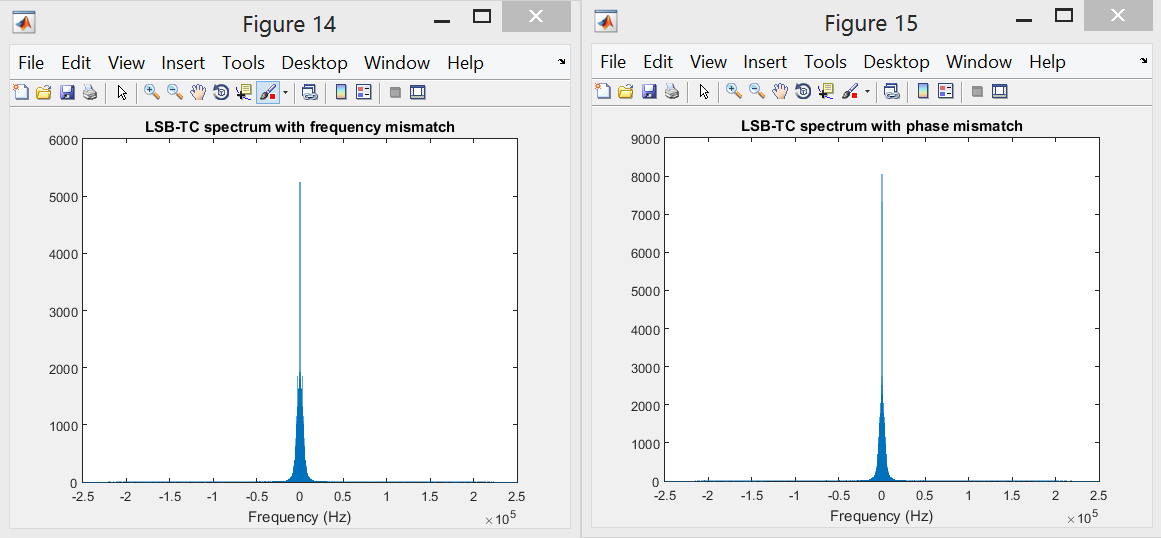 Figure 14
File Edit View Insert Tools Desktop Window Help
LSB-TC spectrum with frequency mismatch
6000
5000
4000
3000
2000
1000
0
-2.5 -2 -1.5 -1 -0.5 0 0.5 1 1.5 2 2.5
Frequency (Hz)
×10^5
Figure 15
File Edit View Insert Tools Desktop Window Help
LSB-TC spectrum with phase mismatch
9000
8000
7000
6000
5000
4000
3000
2000
1000
0
-2.5 -2 -1.5 -1 -0.5 0 0.5 1 1.5 2 2.5
Frequency (Hz)
×10^5